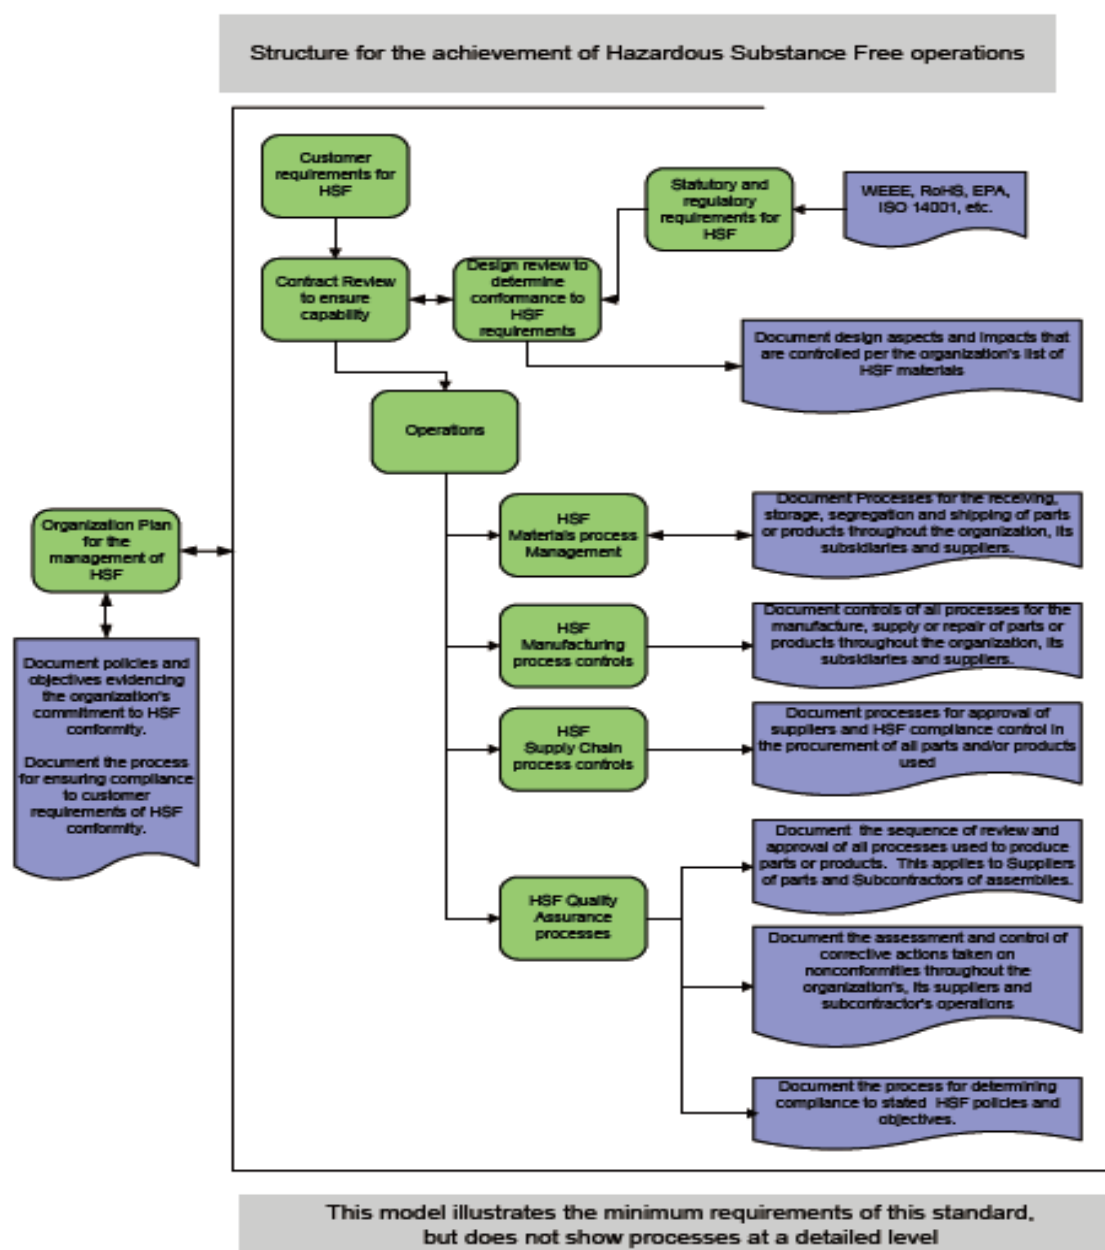 Structure for the achievement of Hazardous Substance Free operations
Customer
requirements for
HSF
Statutory and
regulatory
requirements for
HSF
WEEE, RoHS, EPA,
ISO 14001, etc.
Contract Review
to ensure
capability
Design review to
determine
conformance to
HSF
requirements
Document design aspects and impacts that
are controlled per the organization's list of
HSF materials
Operations
Organization Plan
for the
management of
HSF
HSF
Materials process
Management
Document Processes for the receiving,
storage, segregation and shipping of parts
or products throughout the organization, its
subsidiaries and suppliers.
HSF
Manufacturing
process controls
Document controls of all processes for the
manufacture, supply or repair of parts or
products throughout the organization, its
subsidiaries and suppliers.
Document policies and
objectives evidencing
the organization's
commitment to HSF
conformity.
Document the process
for ensuring compliance
to customer
requirements of HSF
conformity.
HSF
Supply Chain
process controls
Document processes for approval of
suppliers and HSF compliance control in
the procurement of all parts and/or products
used
HSF Quality
Assurance
processes
Document the sequence of review and
approval of all processes used to produce
parts or products. This applies to Suppliers
of parts and Subcontractors of assemblies.
Document the assessment and control of
corrective actions taken on
nonconformities throughout the
organization's, its suppliers and
subcontractor's operations
Document the process for determining
compliance to stated HSF policies and
objectives.
This model illustrates the minimum requirements of this standard,
but does not show processes at a detailed level